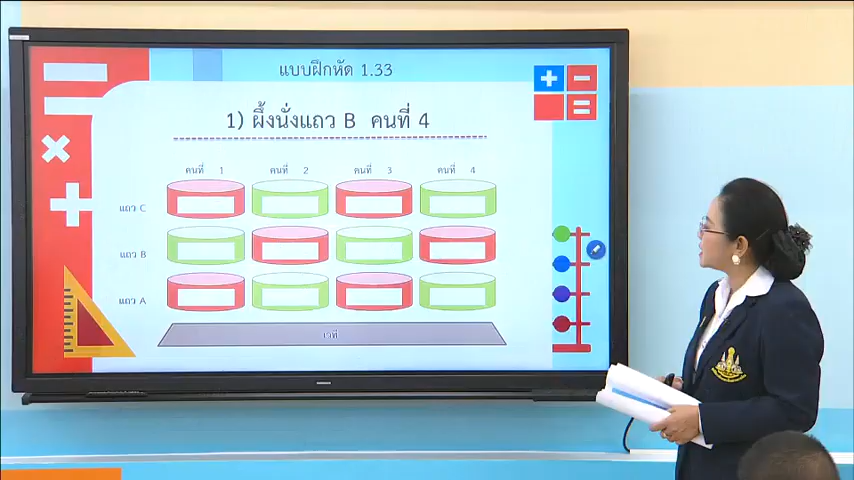 แบบฝึกหัด 1.33
1) ผึ้งนั่งแถว B คนที่ 4
คนที่ 1 คนที่ 2 คนที่ 3 คนที่ 4
แถว C
แถว B
แถว A
เวที